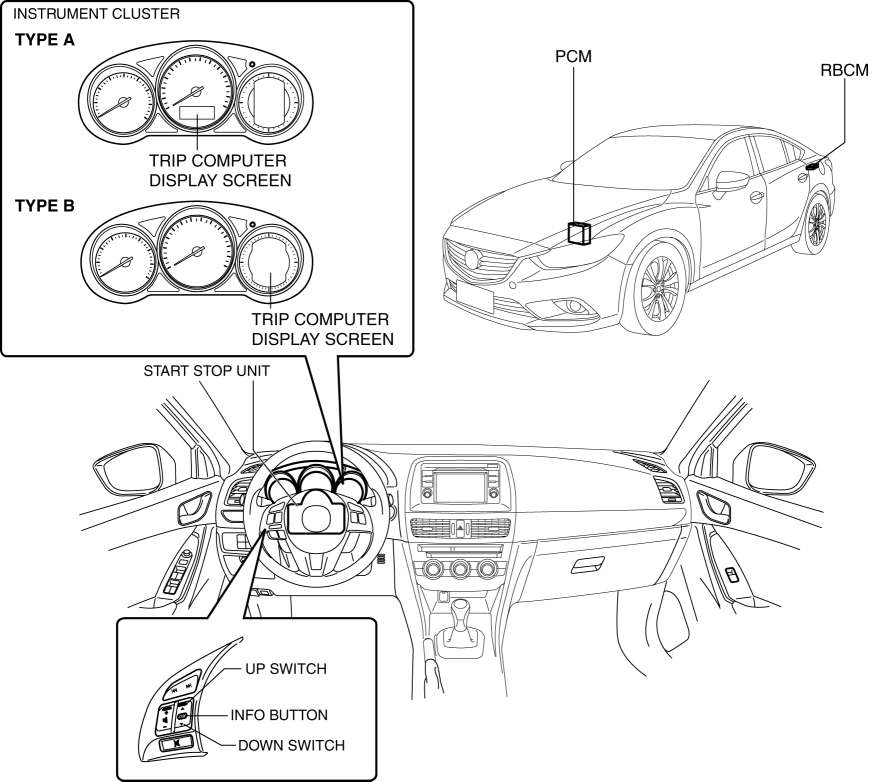 INSTRUMENT CLUSTER
TYPE A
TRIP COMPUTER
DISPLAY SCREEN
TYPE B
TRIP COMPUTER
DISPLAY SCREEN
PCM
RBCM
START STOP UNIT
UP SWITCH
INFO BUTTON
DOWN SWITCH